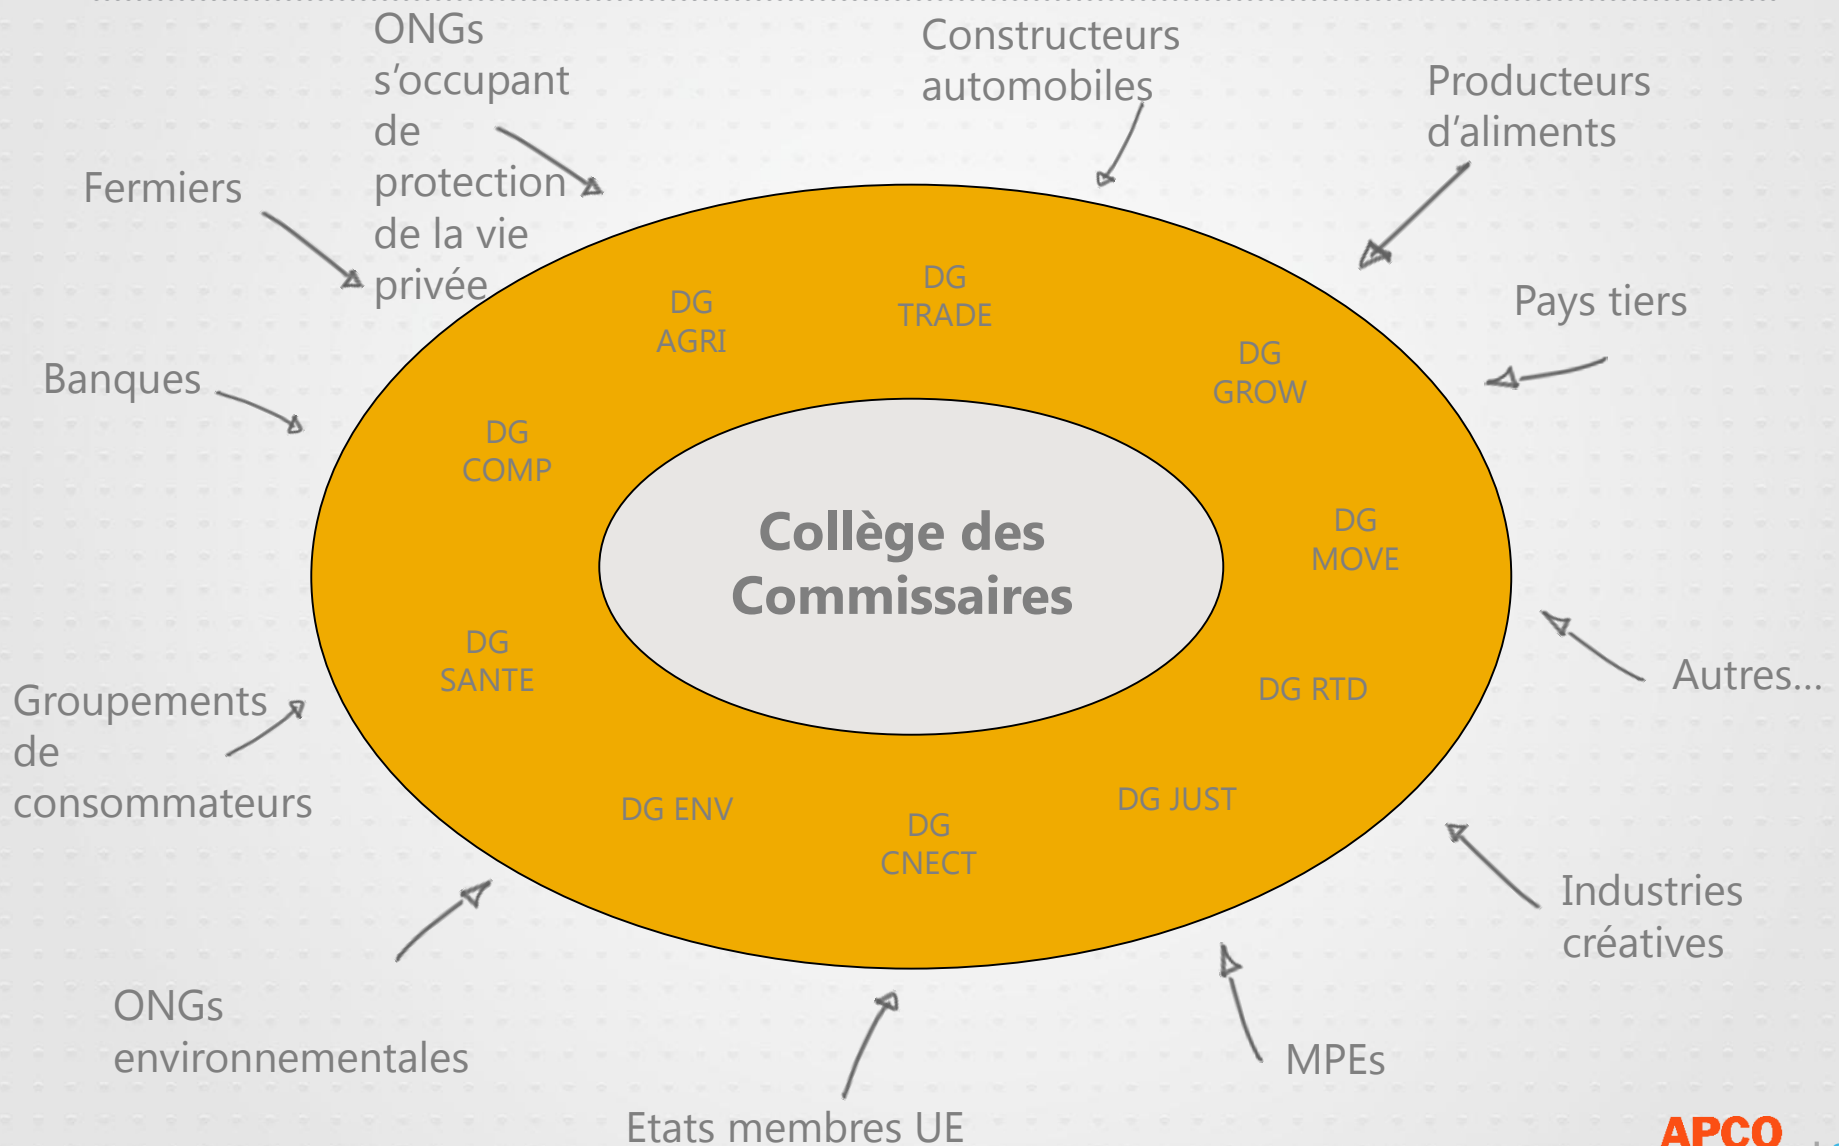 ONGs
s’occupant
de
protection
de la vie
privée
Constructeurs
automobiles
Producteurs
d’aliments
Fermiers
Pays tiers
Banques
DG
AGRI
DG
TRADE
DG
GROW
DG
COMP
DG
MOVE
Collège des
Commissaires
DG
SANTE
DG RTD
Autres...
Groupements
de
consommateurs
DG ENV
DG
CNECT
DG JUST
Industries
créatives
ONGs
environnementales
MPEs
Etats membres UE
APCO